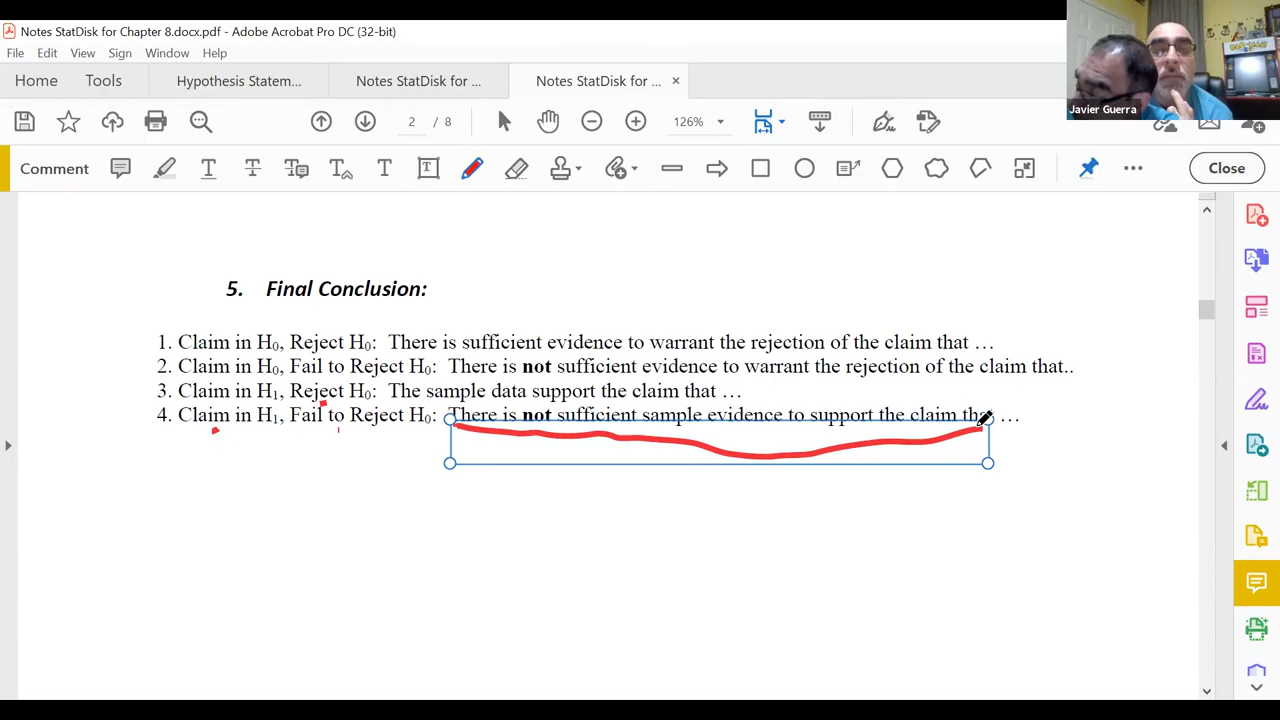 Notes StatDisk for Chapter 8.docx.pdf - Adobe Acrobat Pro DC (32-bit)
File Edit View Sign Window Help
Home Tools Hypothesis Statem... Notes StatDisk for ... Notes StatDisk for ...
2 / 8 126%
Javier Guerra
Comment Close
5. Final Conclusion:
1. Claim in H₀, Reject H₀: There is sufficient evidence to warrant the rejection of the claim that …
2. Claim in H₀, Fail to Reject H₀: There is not sufficient evidence to warrant the rejection of the claim that..
3. Claim in H₁, Reject H₀: The sample data support the claim that …
4. Claim in H₁, Fail to Reject H₀: There is not sufficient sample evidence to support the claim that …